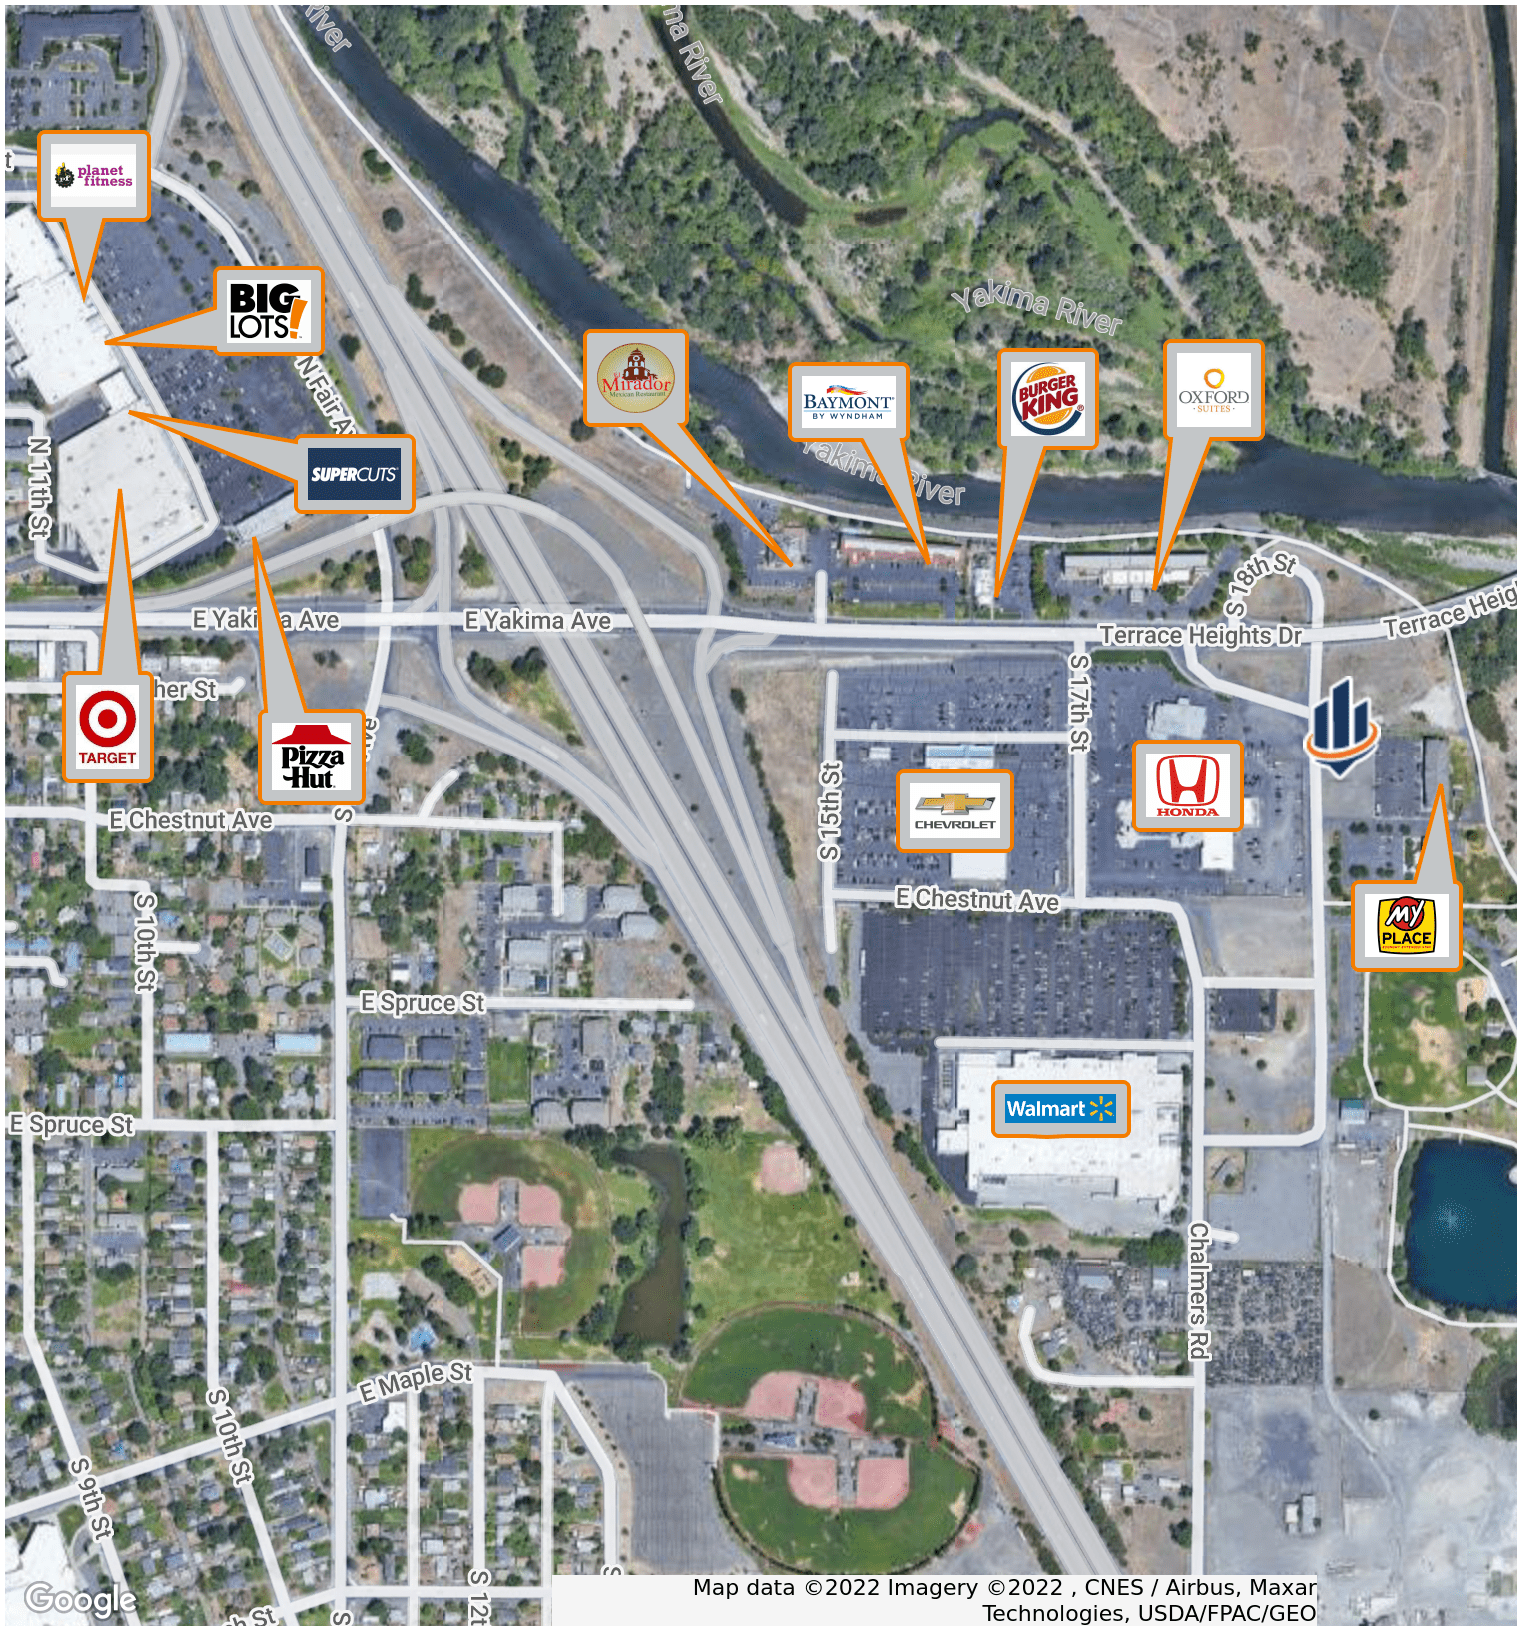 River
ma River
planet
fitness
BIG
LOTS!
N Fair Av
Yakima River
El
Mirador
Mexican Restaurant
BAYMONT
BY WYNDHAM
BURGER
KING
OXFORD
SUITES
Yakima River
N 11th St
SUPERCUTS
E Yakima Ave
E Yakima Ave
S 18th St
Terrace Heights Dr
Terrace Heig
her St
TARGET
Pizza
Hut
S 17th St
HONDA
CHEVROLET
S 15th St
E Chestnut Ave
S
E Chestnut Ave
MY
PLACE
S 10th St
E Spruce St
E Spruce St
Walmart
Chalmers Rd
E Maple St
S 10th St
S 9th St
S 12t
S
S
h St
Google
Map data ©2022 Imagery ©2022 , CNES / Airbus, Maxar
Technologies, USDA/FPAC/GEO